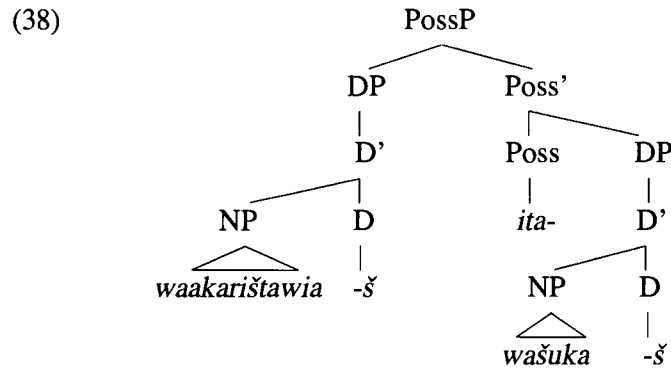 (38) PossP
DP Poss'
D' Poss DP
NP D ita- D'
waakarištawia -š NP D
wašuka -š